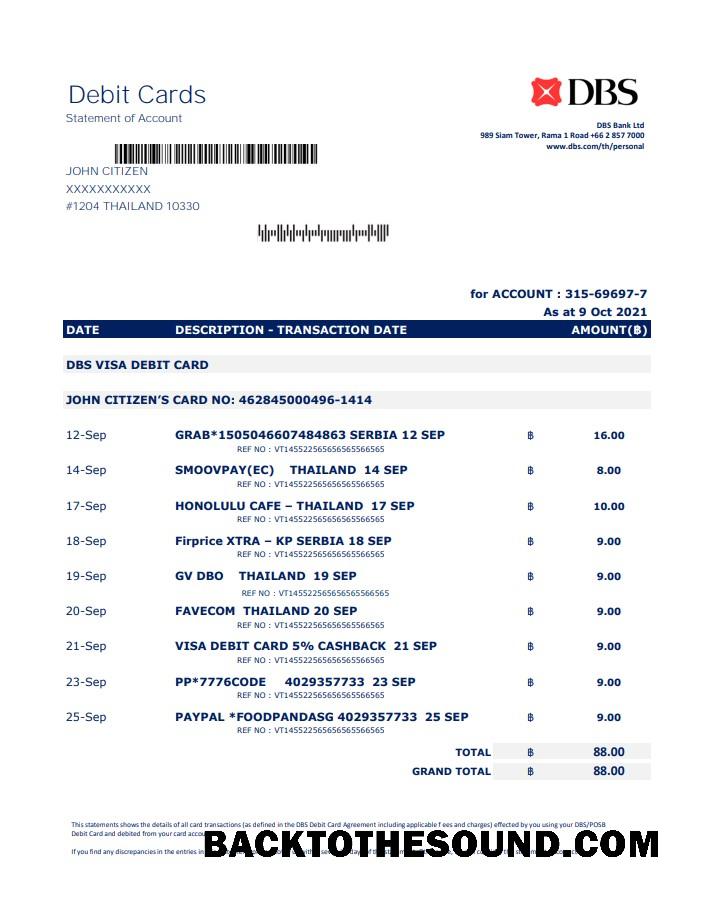 Debit Cards
Statement of Account
DBS
DBS Bank Ltd
989 Siam Tower, Rama 1 Road +66 2 857 7000
www.dbs.com/th/personal
JOHN CITIZEN
XXXXXXXXXXX
#1204 THAILAND 10330
for ACCOUNT : 315-69697-7
As at 9 Oct 2021
DATE DESCRIPTION - TRANSACTION DATE AMOUNT(฿)
DBS VISA DEBIT CARD
JOHN CITIZEN’S CARD NO: 462845000496-1414
12-Sep GRAB*1505046607484863 SERBIA 12 SEP ฿ 16.00
REF NO : VT145522565656565566565
14-Sep SMOOVPAY(EC) THAILAND 14 SEP ฿ 8.00
REF NO : VT145522565656565566565
17-Sep HONOLULU CAFE – THAILAND 17 SEP ฿ 10.00
REF NO : VT145522565656565566565
18-Sep Firprice XTRA – KP SERBIA 18 SEP ฿ 9.00
REF NO : VT145522565656565566565
19-Sep GV DBO THAILAND 19 SEP ฿ 9.00
REF NO : VT145522565656565566565
20-Sep FAVECOM THAILAND 20 SEP ฿ 9.00
REF NO : VT145522565656565566565
21-Sep VISA DEBIT CARD 5% CASHBACK 21 SEP ฿ 9.00
REF NO : VT145522565656565566565
23-Sep PP*7776CODE 4029357733 23 SEP ฿ 9.00
REF NO : VT145522565656565566565
25-Sep PAYPAL *FOODPANDASG 4029357733 25 SEP ฿ 9.00
REF NO : VT145522565656565566565
TOTAL ฿ 88.00
GRAND TOTAL ฿ 88.00
This statements shows the details of all card transactions (as defined in the DBS Debit Card Agreement including applicable f ees and charges) effected by you using your DBS/POSB
Debit Card and debited from your card
BACKTOTHESOUND.COM
If you find any discrepancies in the entries in